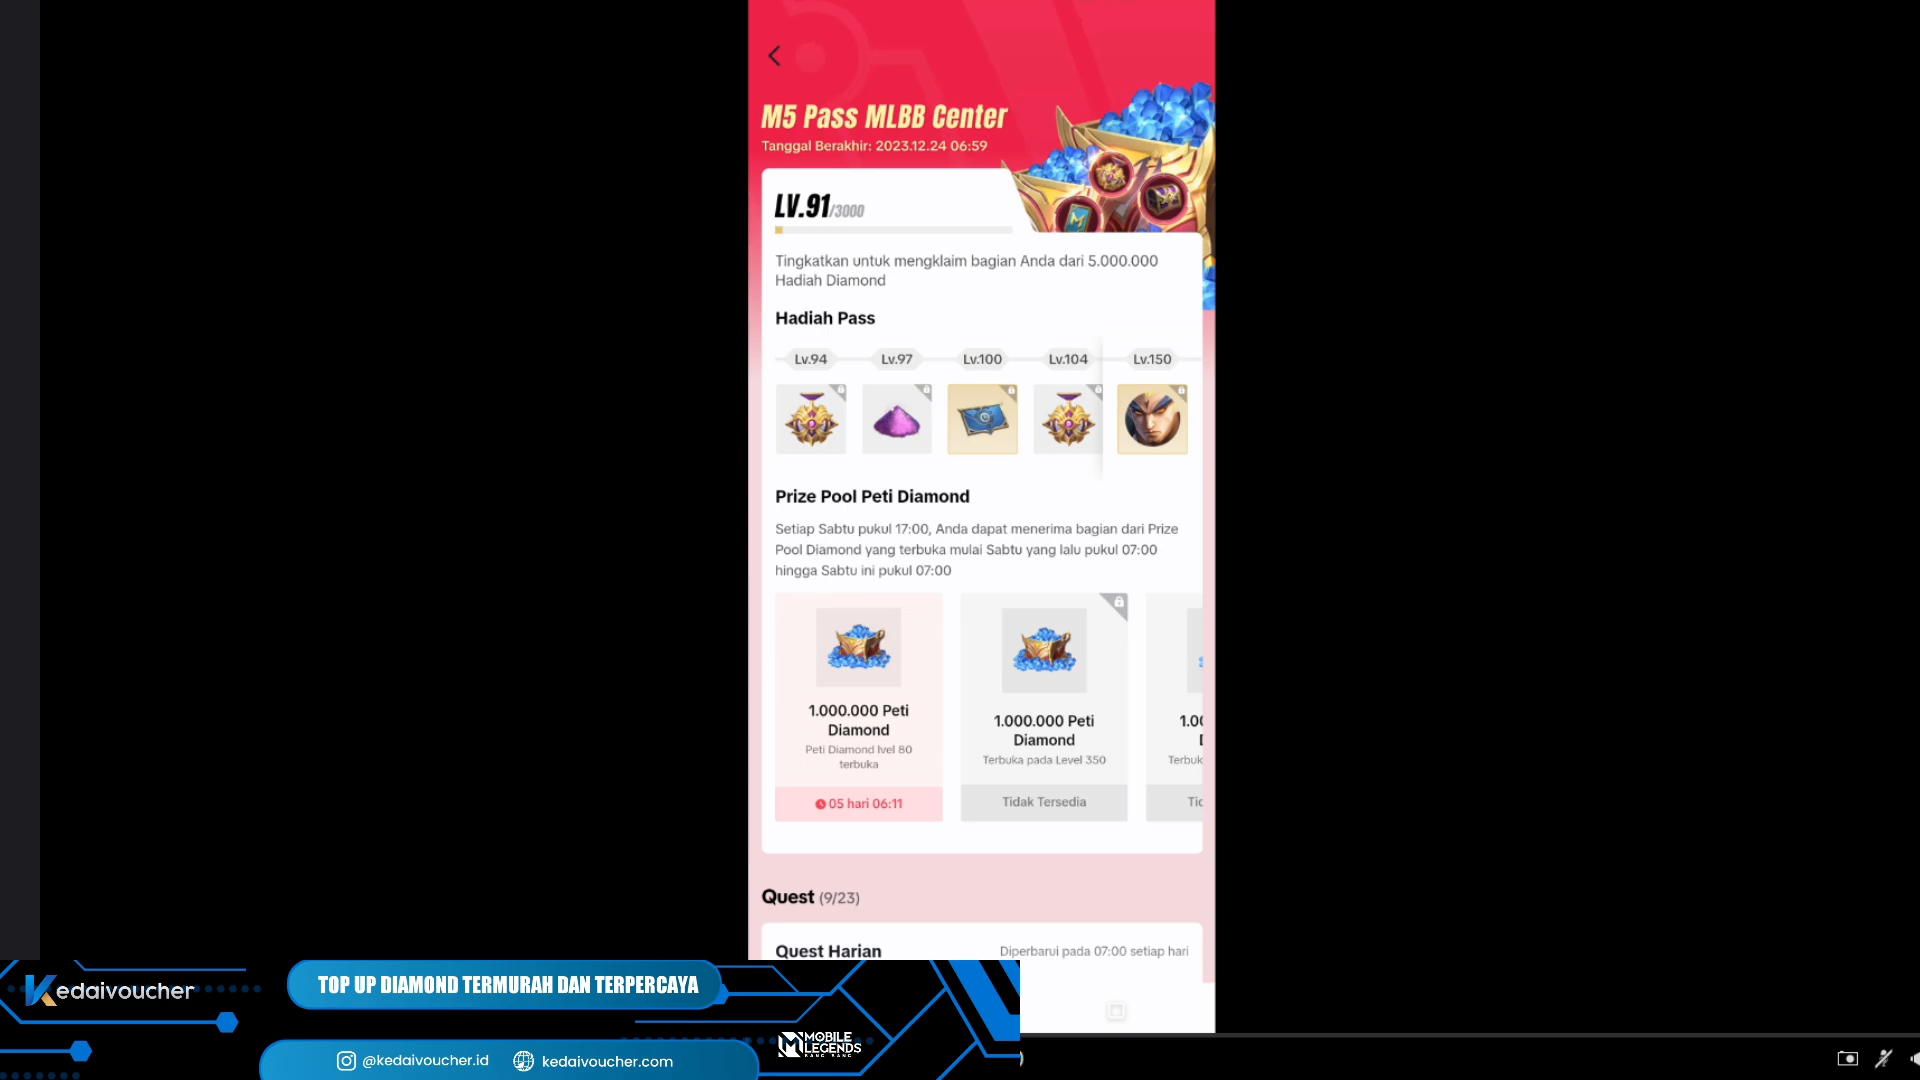 M5 Pass MLBB Center
Tanggal Berakhir: 2023.12.24 06:59
LV.91/3000
Tingkatkan untuk mengklaim bagian Anda dari 5.000.000
Hadiah Diamond
Hadiah Pass
Lv.94 Lv.97 Lv.100 Lv.104 Lv.150
Prize Pool Peti Diamond
Setiap Sabtu pukul 17:00, Anda dapat menerima bagian dari Prize
Pool Diamond yang terbuka mulai Sabtu yang lalu pukul 07:00
hingga Sabtu ini pukul 07:00
1.000.000 Peti
Diamond
Peti Diamond lvel 80
terbuka
05 hari 06:11
1.000.000 Peti
Diamond
Terbuka pada Level 350
Tidak Tersedia
Quest (9/23)
Quest Harian
Diperbarui pada 07:00 setiap hari
Kedaivoucher
TOP UP DIAMOND TERMURAH DAN TERPERCAYA
@kedaivoucher.id
kedaivoucher.com
MOBILE
LEGENDS
BANG BANG